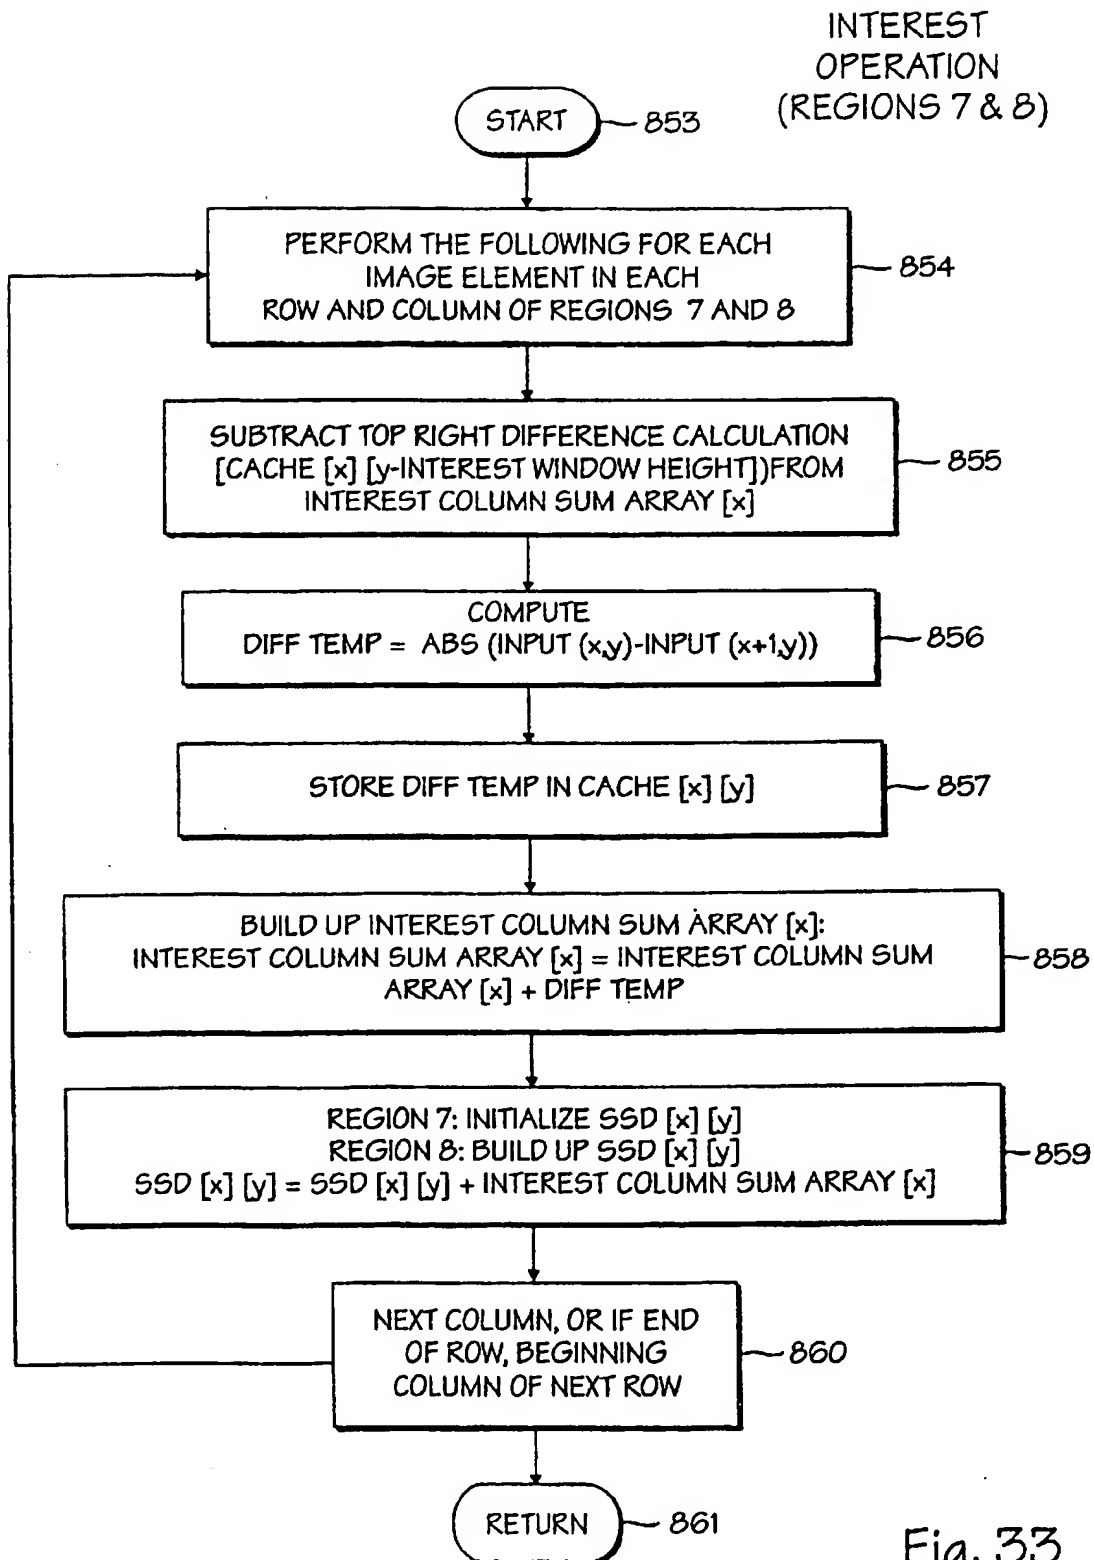 INTEREST
OPERATION
(REGIONS 7 & 8)
START
853
PERFORM THE FOLLOWING FOR EACH
IMAGE ELEMENT IN EACH
ROW AND COLUMN OF REGIONS 7 AND 8
854
SUBTRACT TOP RIGHT DIFFERENCE CALCULATION
[CACHE [x] [y-INTEREST WINDOW HEIGHT])FROM
INTEREST COLUMN SUM ARRAY [x]
855
COMPUTE
DIFF TEMP = ABS (INPUT (x,y)-INPUT (x+1,y))
856
STORE DIFF TEMP IN CACHE [x] [y]
857
BUILD UP INTEREST COLUMN SUM ARRAY [x]:
INTEREST COLUMN SUM ARRAY [x] = INTEREST COLUMN SUM
ARRAY [x] + DIFF TEMP
858
REGION 7: INITIALIZE SSD [x] [y]
REGION 8: BUILD UP SSD [x] [y]
SSD [x] [y] = SSD [x] [y] + INTEREST COLUMN SUM ARRAY [x]
859
NEXT COLUMN, OR IF END
OF ROW, BEGINNING
COLUMN OF NEXT ROW
860
RETURN
861
Fig. 33